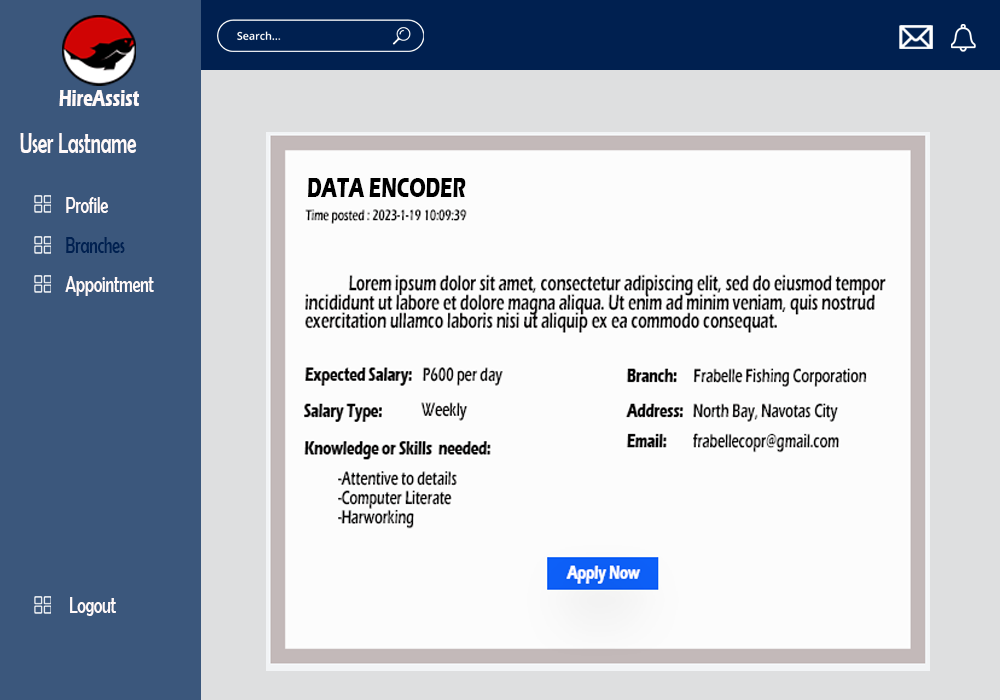 HireAssist
User Lastname
Profile
Branches
Appointment
Logout
Search...
DATA ENCODER
Time posted : 2023-1-19 10:09:39
Lorem ipsum dolor sit amet, consectetur adipiscing elit, sed do eiusmod tempor
incididunt ut labore et dolore magna aliqua. Ut enim ad minim veniam, quis nostrud
exercitation ullamco laboris nisi ut aliquip ex ea commodo consequat.
Expected Salary: P600 per day
Salary Type: Weekly
Knowledge or Skills needed:
-Attentive to details
-Computer Literate
-Harworking
Branch: Frabelle Fishing Corporation
Address: North Bay, Navotas City
Email: frabellecopr@gmail.com
Apply Now